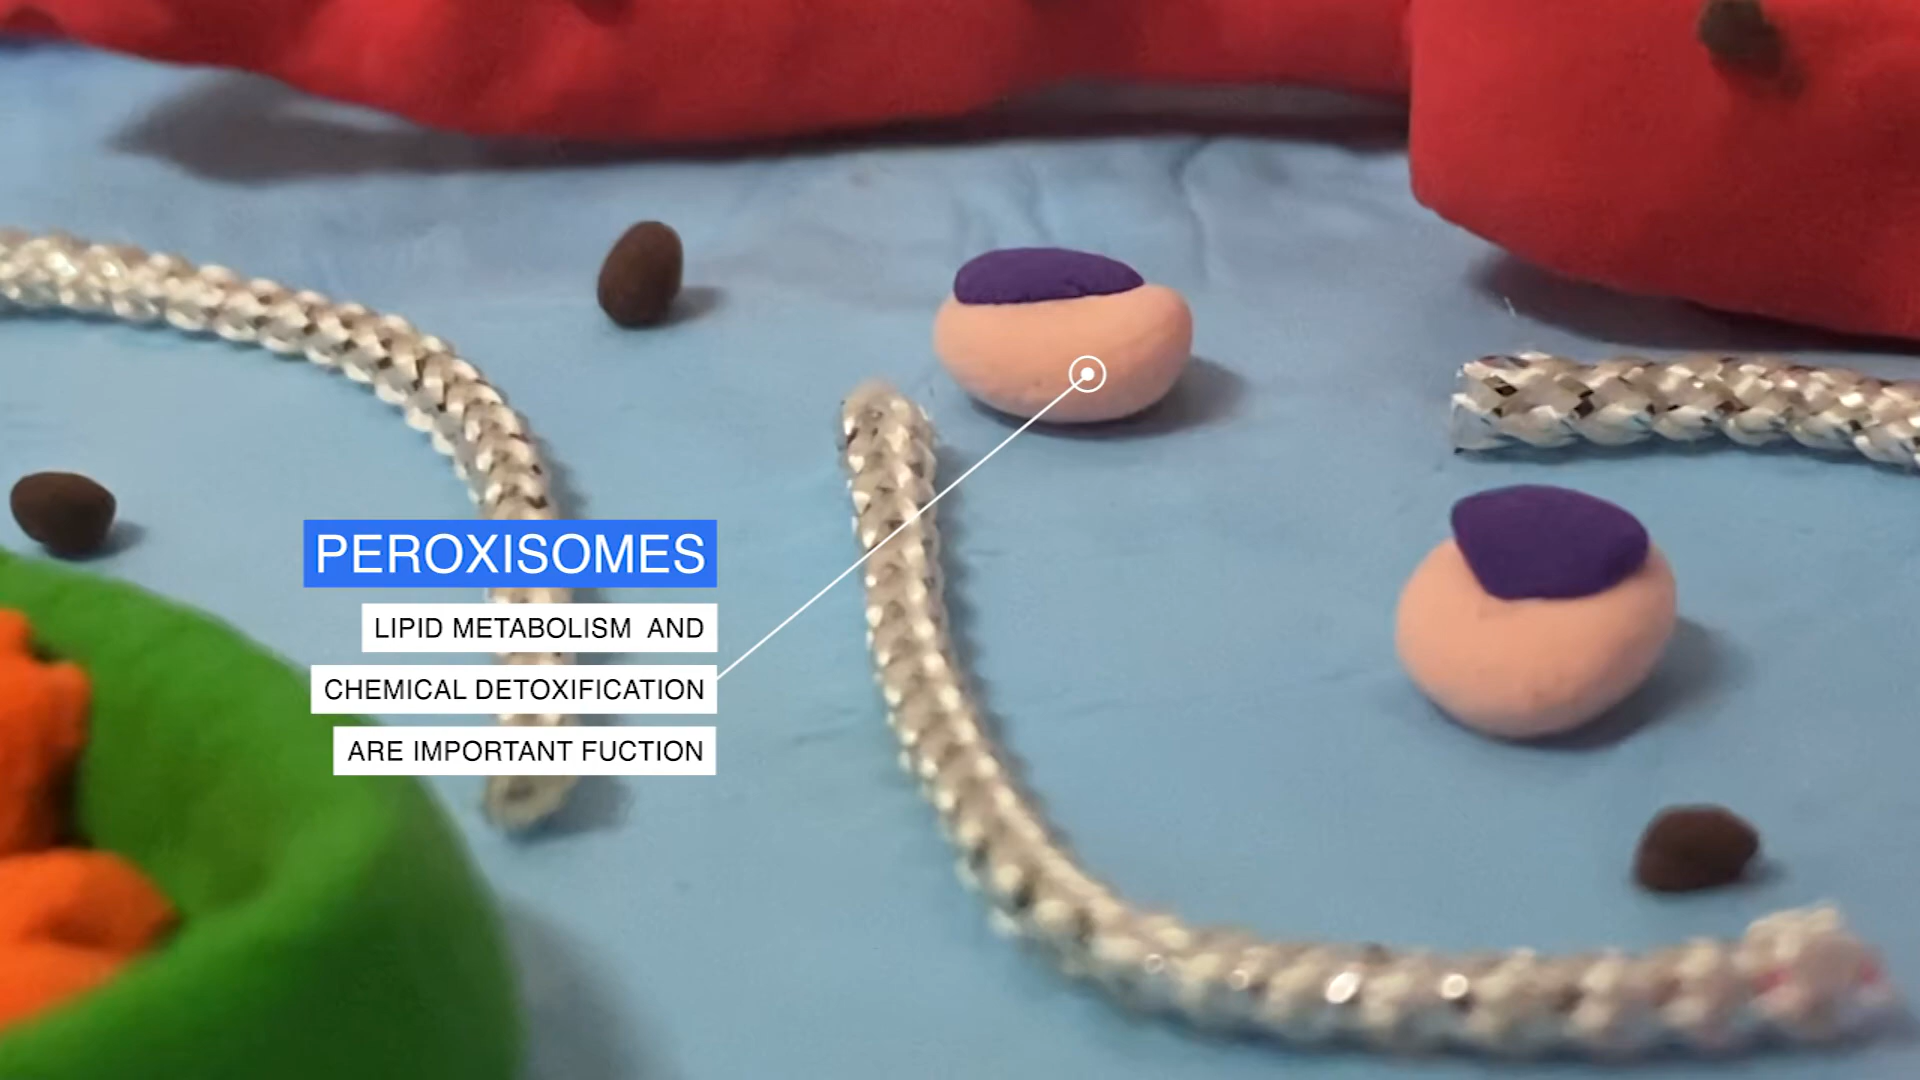 PEROXISOMES
LIPID METABOLISM AND
CHEMICAL DETOXIFICATION
ARE IMPORTANT FUCTION